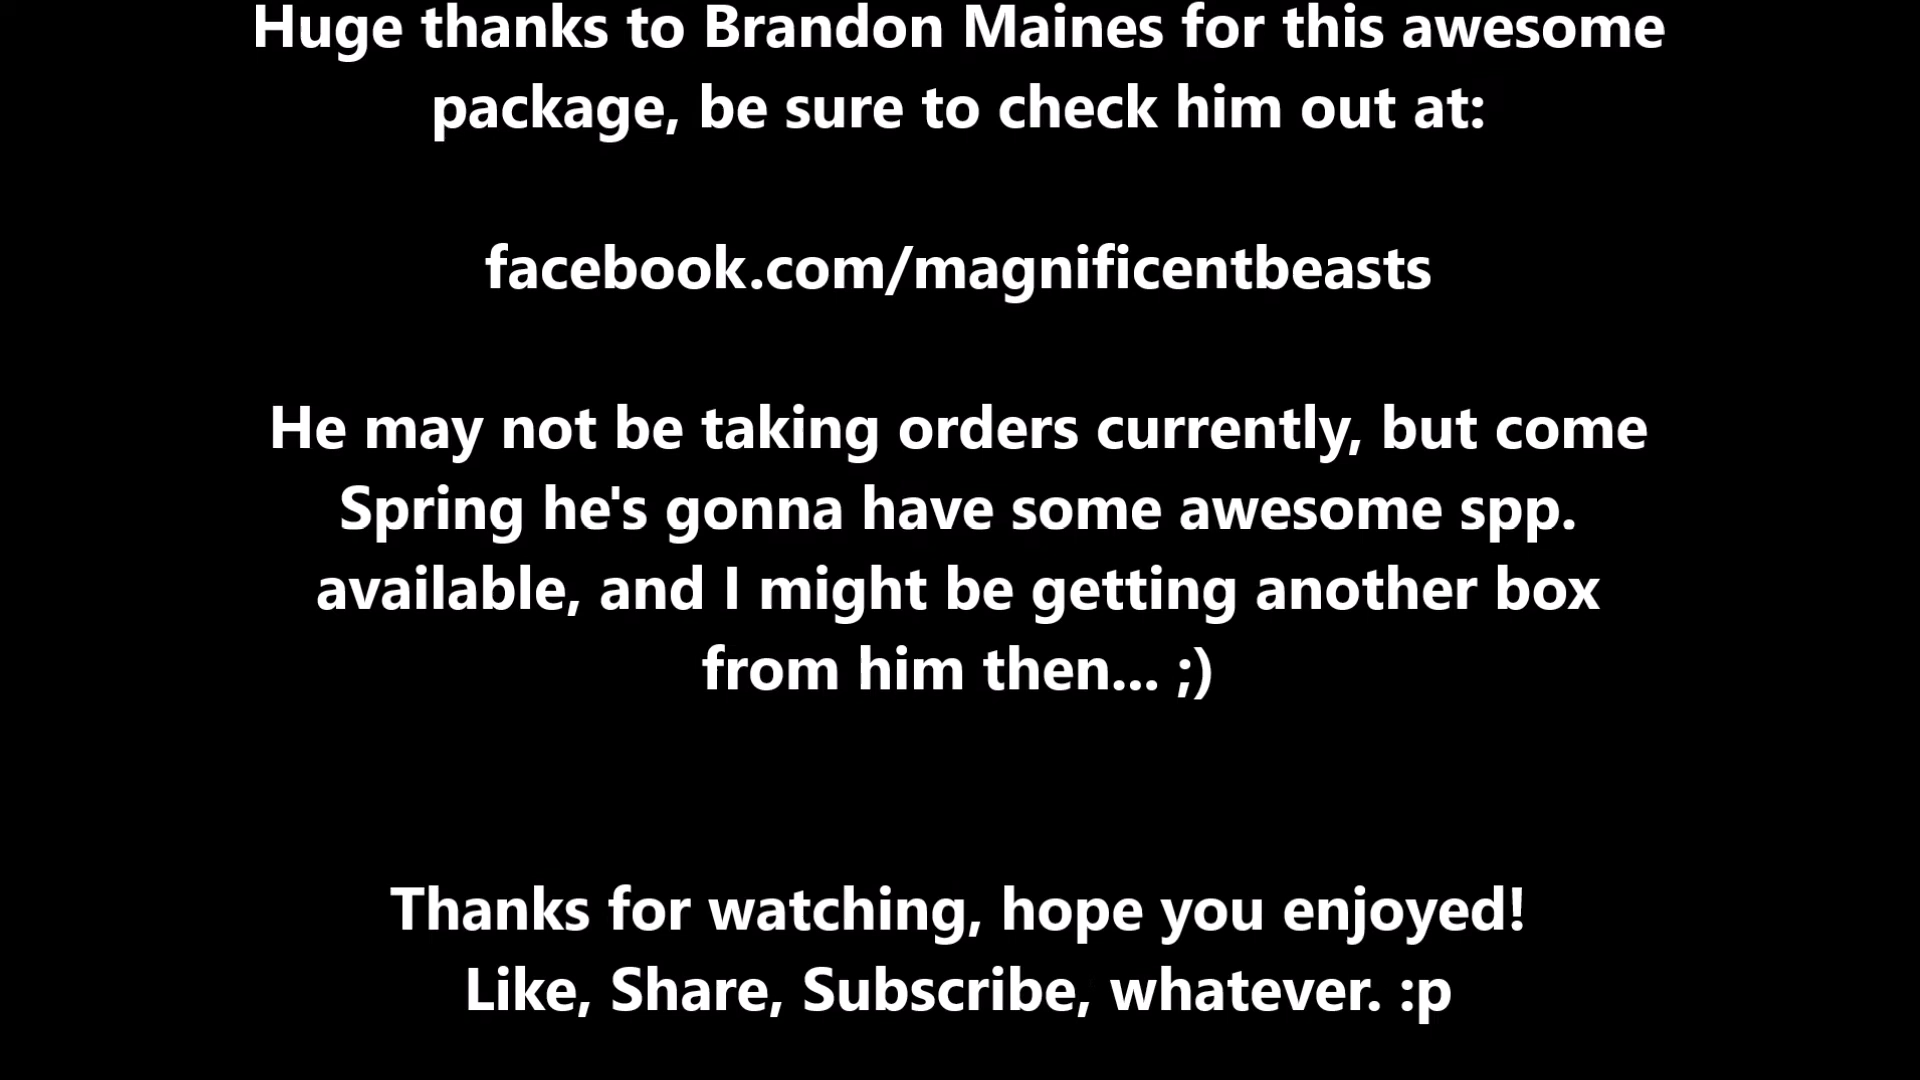 Huge thanks to Brandon Maines for this awesome
package, be sure to check him out at:
facebook.com/magnificentbeasts
He may not be taking orders currently, but come
Spring he's gonna have some awesome spp.
available, and I might be getting another box
from him then... ;)
Thanks for watching, hope you enjoyed!
Like, Share, Subscribe, whatever. :p